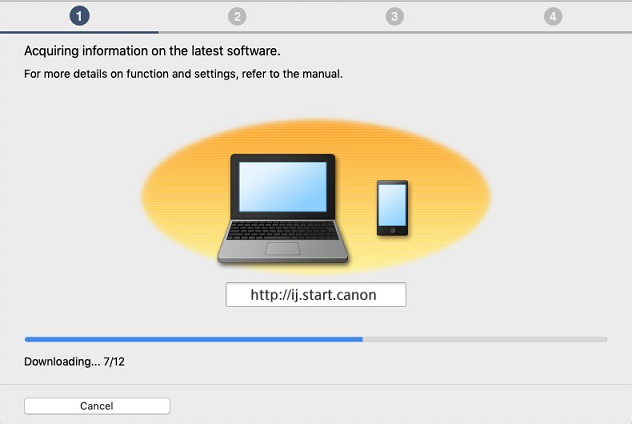 1 2 3 4
Acquiring information on the latest software.
For more details on function and settings, refer to the manual.
http://ij.start.canon
Downloading... 7/12
Cancel